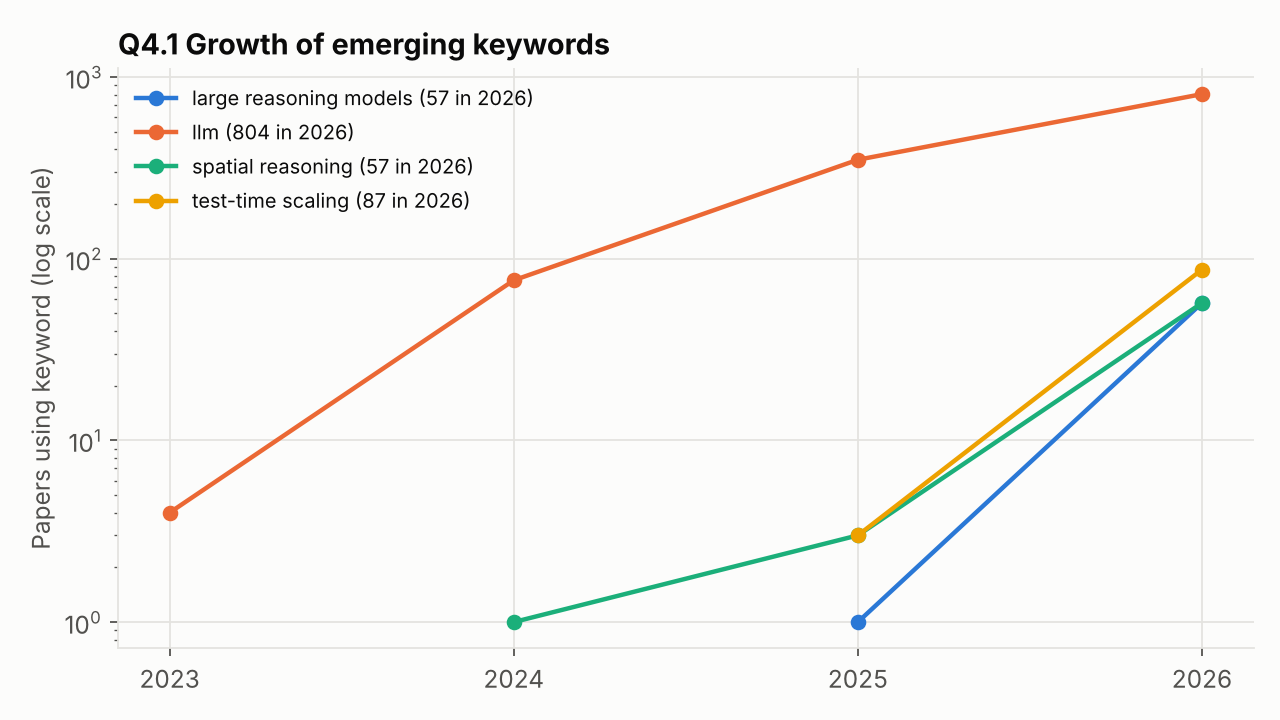 Q4.1 Growth of emerging keywords
10³
large reasoning models (57 in 2026)
llm (804 in 2026)
spatial reasoning (57 in 2026)
test-time scaling (87 in 2026)
10²
10¹
10⁰
Papers using keyword (log scale)
2023 2024 2025 2026